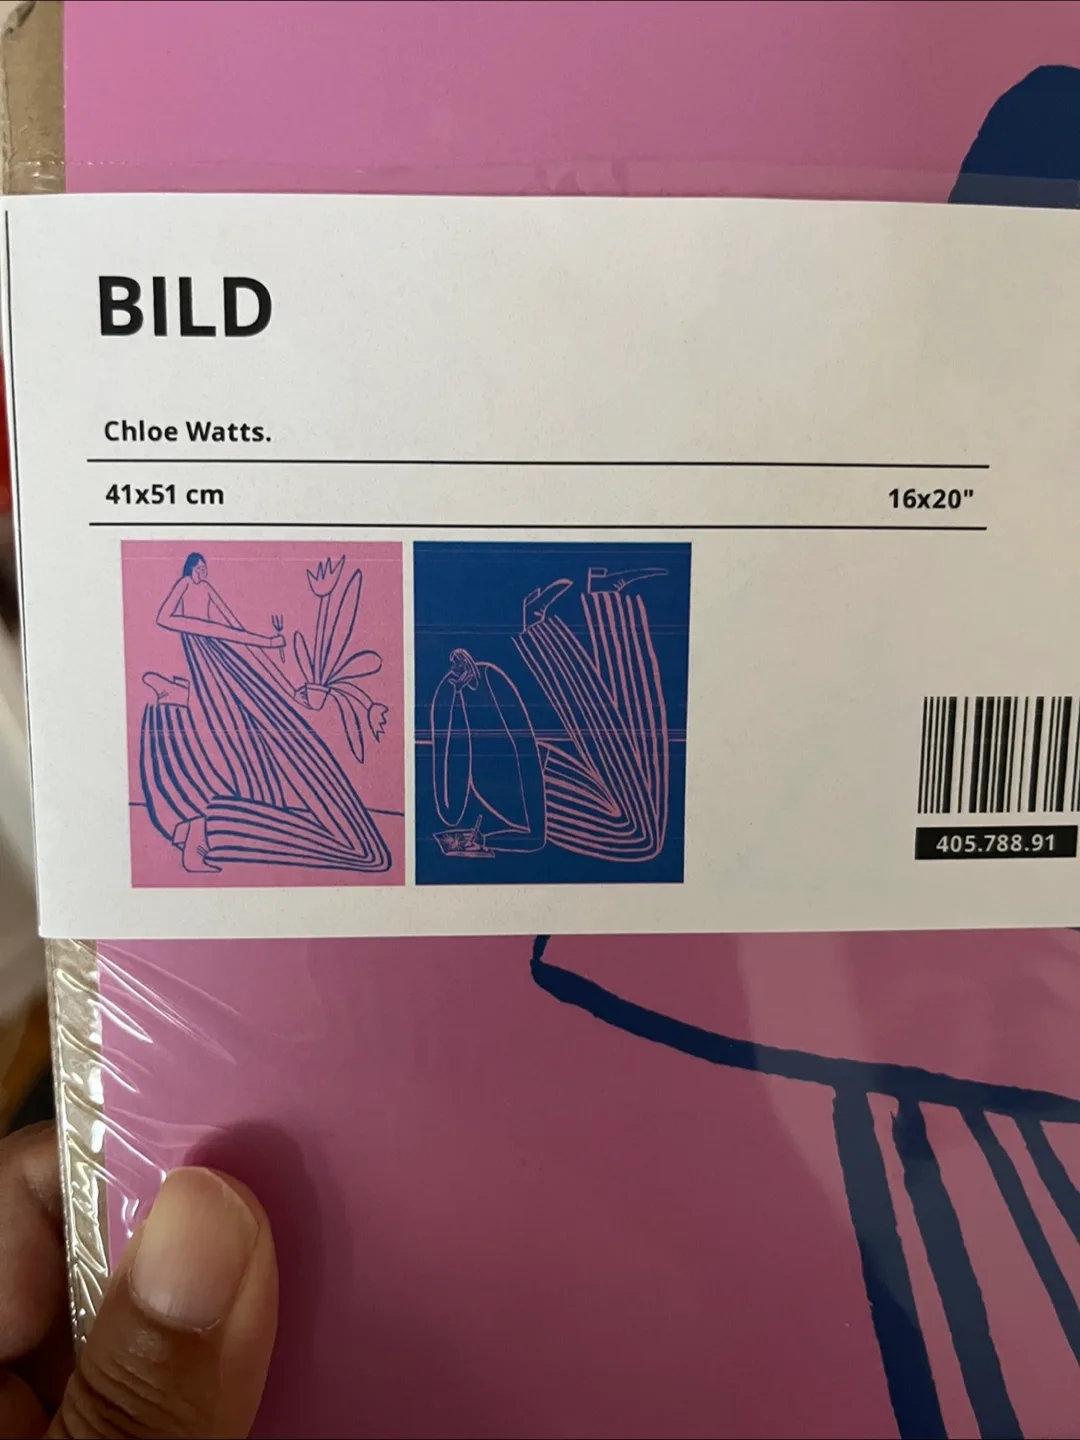 BILD
Chloe Watts.
41x51 cm
16x20"
405.788.91